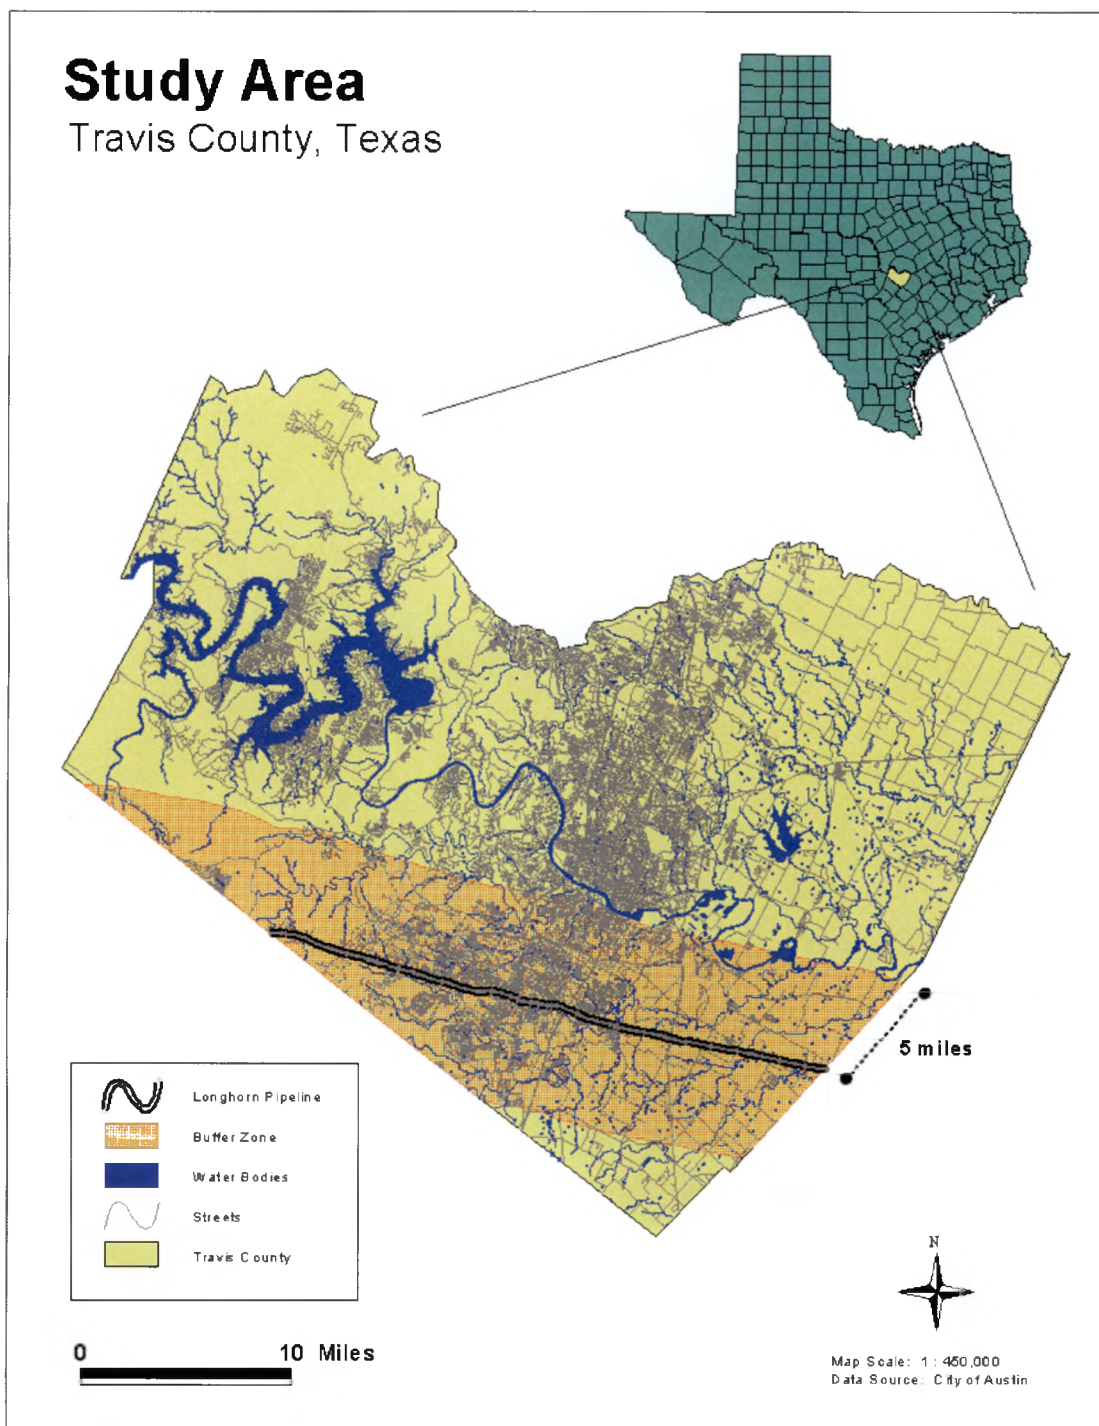 Study Area
Travis County, Texas
5 miles
Longhorn Pipeline
Buffer Zone
Water Bodies
Streets
Travis County
N
0 10 Miles
Map Scale: 1 : 450,000
Data Source: City of Austin